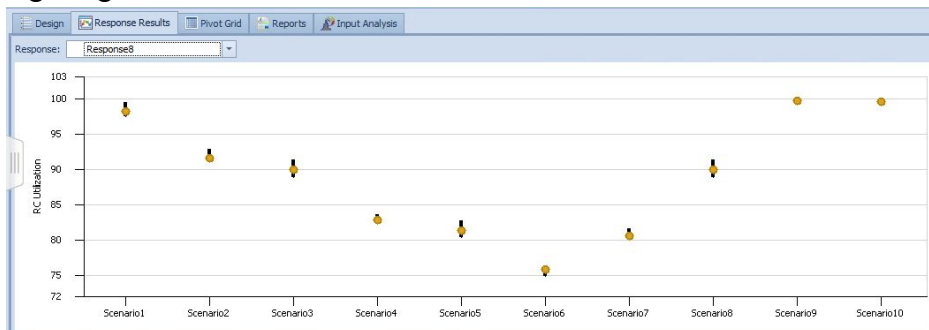 Design Response Results Pivot Grid Reports Input Analysis
Response: Response8
103
100
95
90
85
80
75
72
RC Utilization
Scenario1 Scenario2 Scenario3 Scenario4 Scenario5 Scenario6 Scenario7 Scenario8 Scenario9 Scenario10